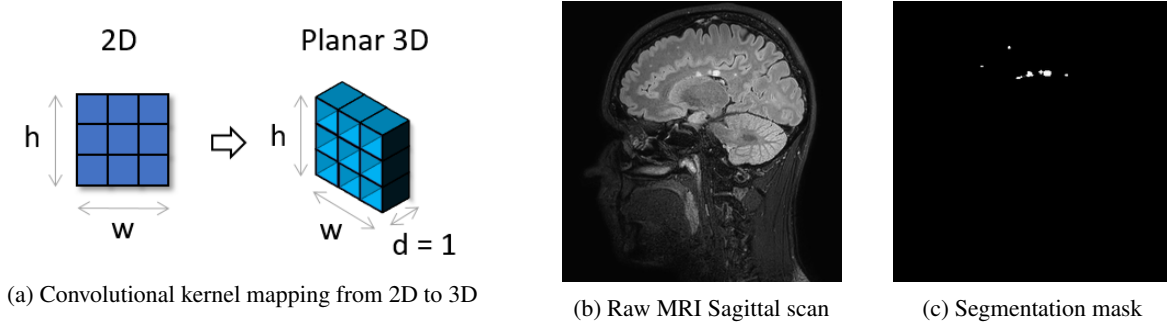 2D
Planar 3D
h
w
h
w
d = 1
(a) Convolutional kernel mapping from 2D to 3D
(b) Raw MRI Sagittal scan
(c) Segmentation mask